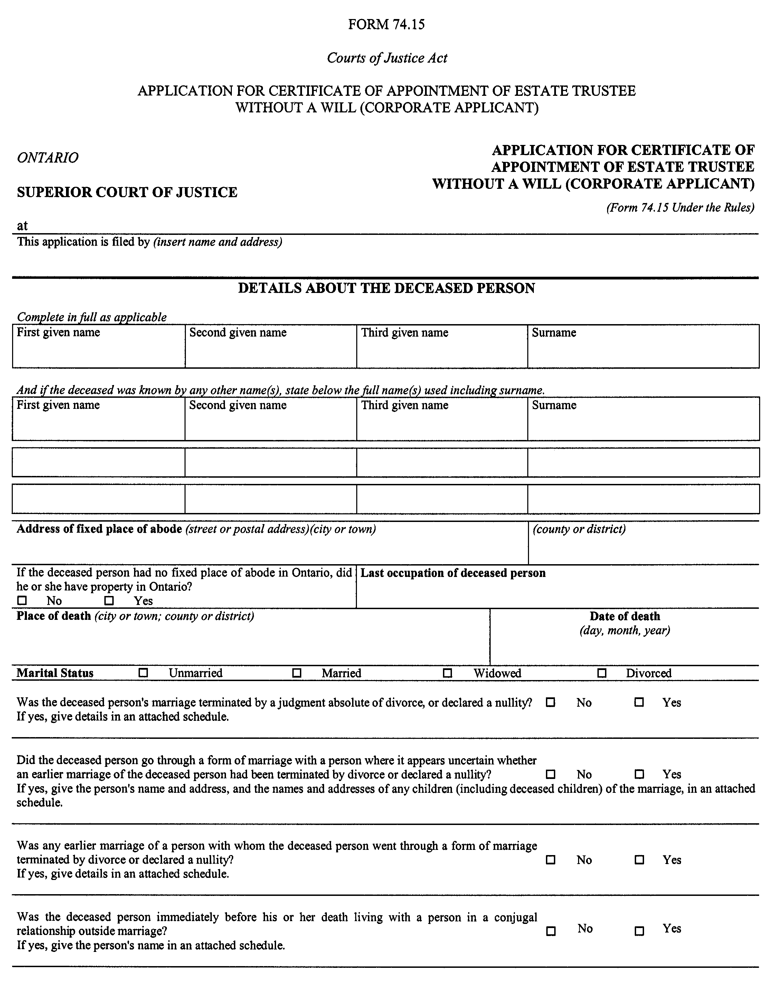 FORM 74.15
Courts of Justice Act
APPLICATION FOR CERTIFICATE OF APPOINTMENT OF ESTATE TRUSTEE
WITHOUT A WILL (CORPORATE APPLICANT)
ONTARIO
SUPERIOR COURT OF JUSTICE
at
APPLICATION FOR CERTIFICATE OF
APPOINTMENT OF ESTATE TRUSTEE
WITHOUT A WILL (CORPORATE APPLICANT)
(Form 74.15 Under the Rules)
This application is filed by (insert name and address)
DETAILS ABOUT THE DECEASED PERSON
Complete in full as applicable
First given name Second given name Third given name Surname
And if the deceased was known by any other name(s), state below the full name(s) used including surname.
First given name Second given name Third given name Surname
Address of fixed place of abode (street or postal address)(city or town) (county or district)
If the deceased person had no fixed place of abode in Ontario, did
he or she have property in Ontario?
☐ No ☐ Yes
Last occupation of deceased person
Place of death (city or town; county or district)
Date of death
(day, month, year)
Marital Status ☐ Unmarried ☐ Married ☐ Widowed ☐ Divorced
Was the deceased person's marriage terminated by a judgment absolute of divorce, or declared a nullity? ☐ No ☐ Yes
If yes, give details in an attached schedule.
Did the deceased person go through a form of marriage with a person where it appears uncertain whether
an earlier marriage of the deceased person had been terminated by divorce or declared a nullity? ☐ No ☐ Yes
If yes, give the person's name and address, and the names and addresses of any children (including deceased children) of the marriage, in an attached
schedule.
Was any earlier marriage of a person with whom the deceased person went through a form of marriage
terminated by divorce or declared a nullity? ☐ No ☐ Yes
If yes, give details in an attached schedule.
Was the deceased person immediately before his or her death living with a person in a conjugal
relationship outside marriage? ☐ No ☐ Yes
If yes, give the person's name in an attached schedule.